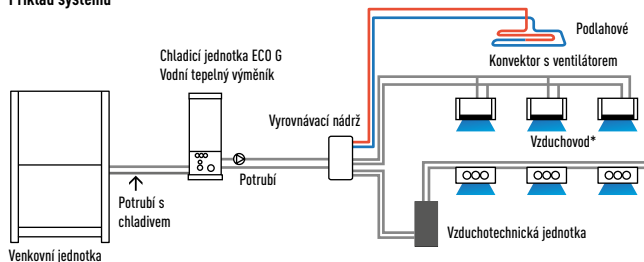 Příklad systému
Podlahové
Chladicí jednotka ECO G
Vodní tepelný výměník
Konvektor s ventilátorem
Vyrovnávací nádrž
Vzduchovod*
Potrubí
Potrubí s
chladivem
Vzduchotechnická jednotka
Venkovní jednotka